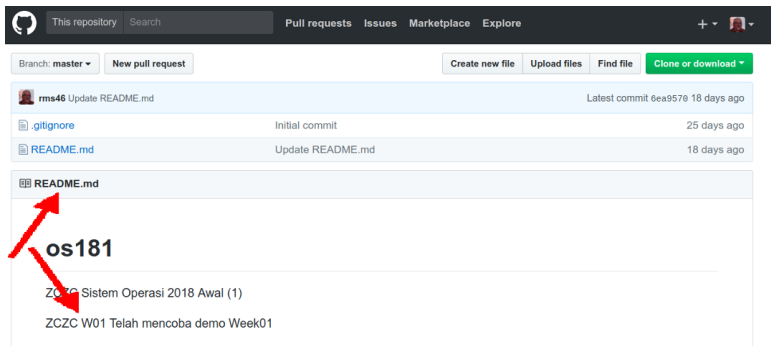 This repository Search Pull requests Issues Marketplace Explore
Branch: master New pull request Create new file Upload files Find file Clone or download
rms46 Update README.md Latest commit 6ea9570 18 days ago
.gitignore Initial commit 25 days ago
README.md Update README.md 18 days ago
README.md
os181
ZCZC Sistem Operasi 2018 Awal (1)
ZCZC W01 Telah mencoba demo Week01